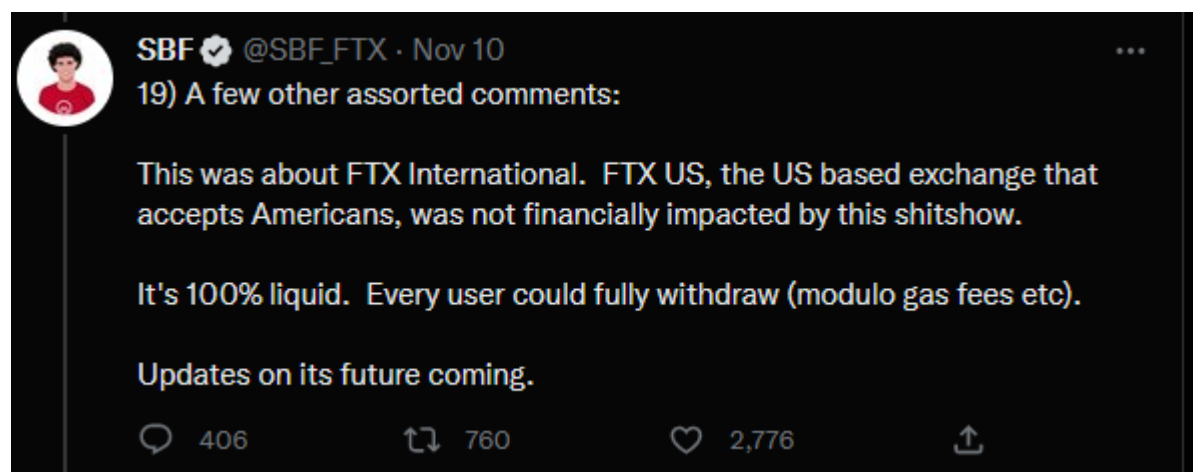 SBF @SBF_FTX · Nov 10
19) A few other assorted comments:
This was about FTX International.  FTX US, the US based exchange that
accepts Americans, was not financially impacted by this shitshow.
It's 100% liquid.  Every user could fully withdraw (modulo gas fees etc).
Updates on its future coming.
406 760 2,776